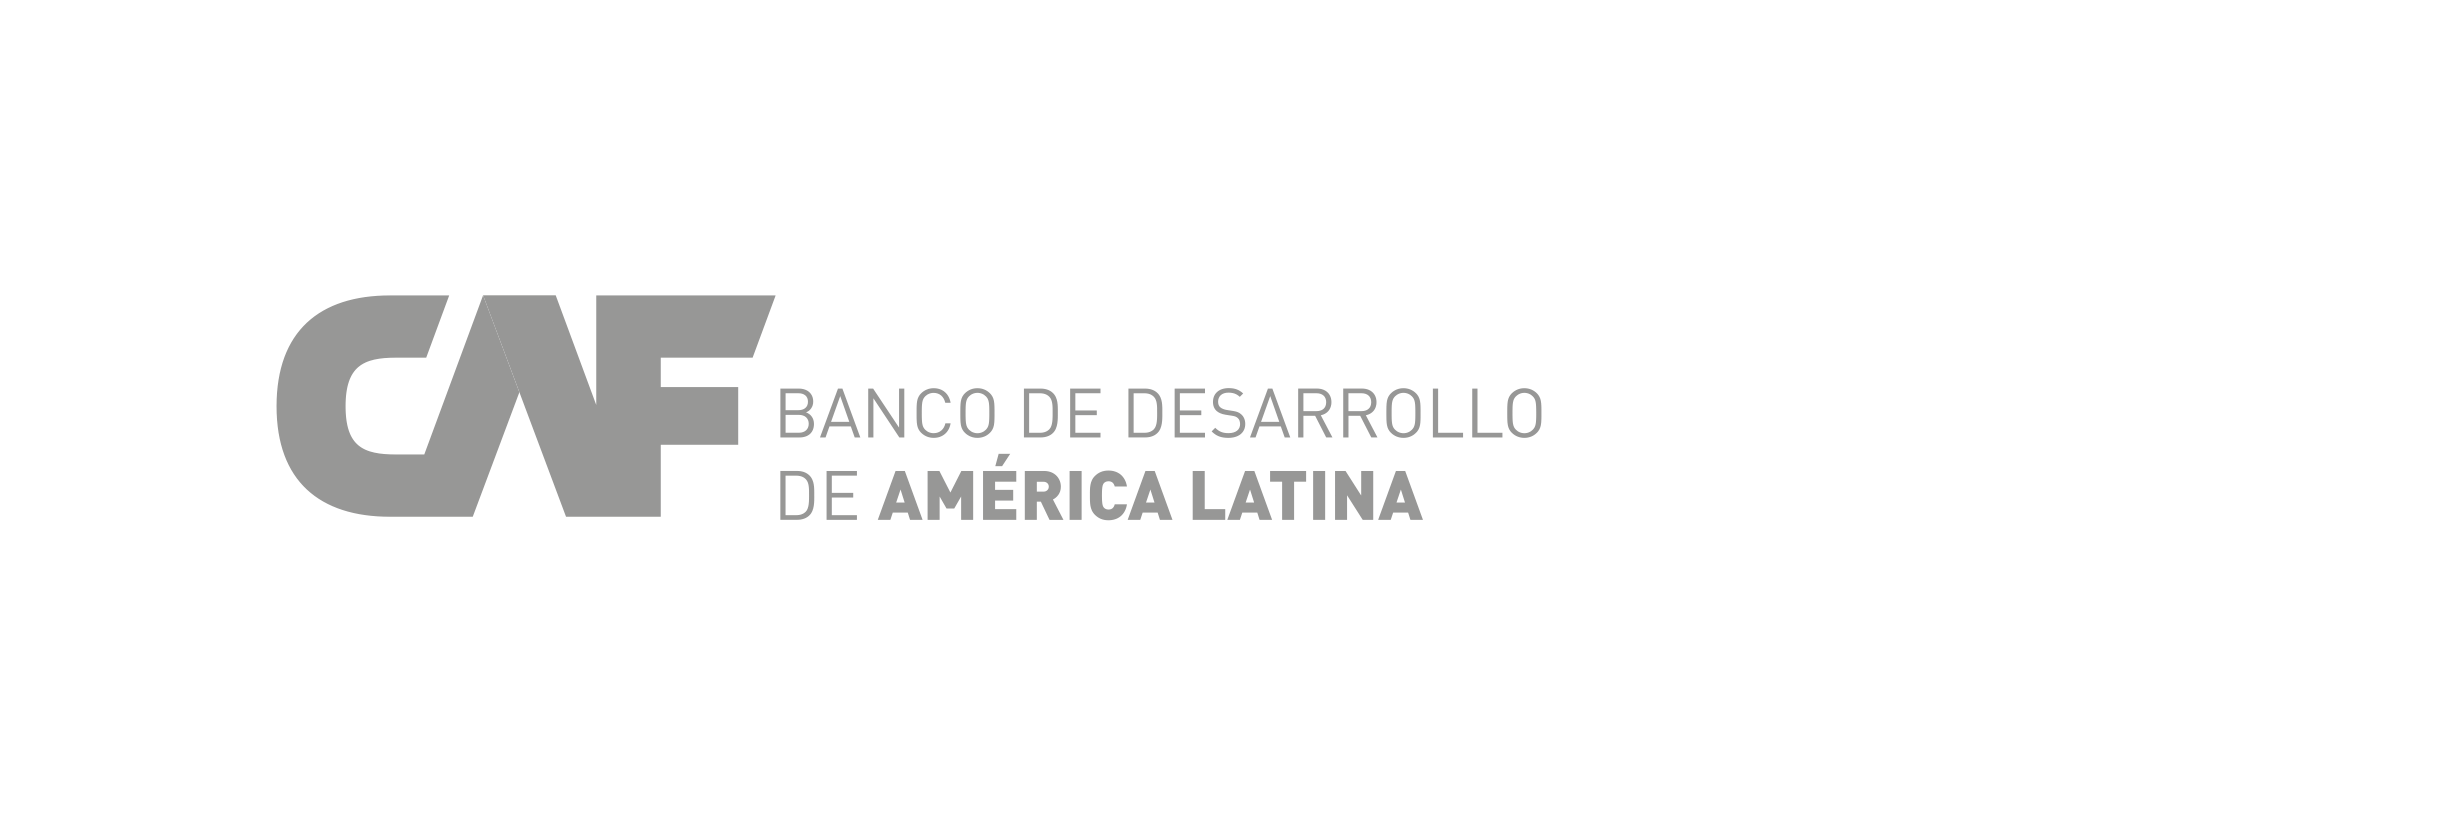 CAF
BANCO DE DESARROLLO
DE AMÉRICA LATINA